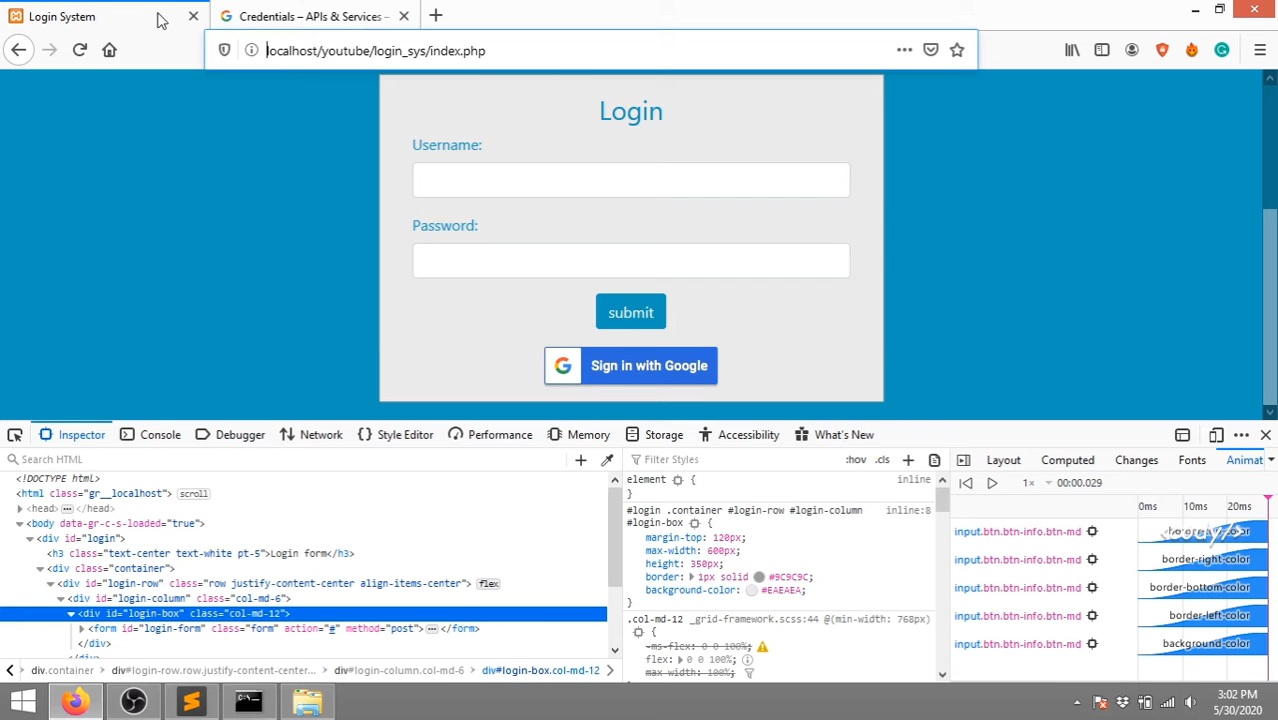 Login System
Credentials – APIs & Services –
localhost/youtube/login_sys/index.php
Login
Username:
Password:
submit
Sign in with Google
Inspector
Console
Debugger
Network
Style Editor
Performance
Memory
Storage
Accessibility
What's New
Search HTML
Filter Styles
:hov .cls
Layout
Computed
Changes
Fonts
Animat
<!DOCTYPE html>
<html class="gr__localhost"> scroll
<head> ••• </head>
<body data-gr-c-s-loaded="true">
<div id="login">
<h3 class="text-center text-white pt-5">Login form</h3>
<div class="container">
<div id="login-row" class="row justify-content-center align-items-center"> flex
<div id="login-column" class="col-md-6">
<div id="login-box" class="col-md-12">
<form id="login-form" class="form" action="#" method="post"> ••• </form>
</div>
div.container
div#login-row.row.justify-content-center...
div#login-column.col-md-6
div#login-box.col-md-12
element { inline
}
#login .container #login-row #login-column inline:8
#login-box {
margin-top: 120px;
max-width: 600px;
height: 350px;
border: 1px solid #9C9C9C;
background-color: #EAEAEA;
}
.col-md-12 _grid-framework.scss:44 @(min-width: 768px)
{
-ms-flex: 0 0 100%;
flex: 0 0 100%;
max-width: 100%;
1×
00:00.029
0ms
10ms
20ms
input.btn.btn-info.btn-md
input.btn.btn-info.btn-md
border-right-color
input.btn.btn-info.btn-md
border-bottom-color
input.btn.btn-info.btn-md
border-left-color
input.btn.btn-info.btn-md
background-color
3:02 PM
5/30/2020